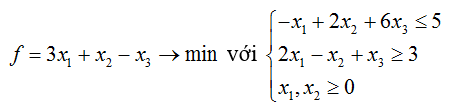 f = 3x₁ + x₂ − x₃ → min với
−x₁ + 2x₂ + 6x₃ ≤ 5
2x₁ − x₂ + x₃ ≥ 3
x₁, x₂ ≥ 0